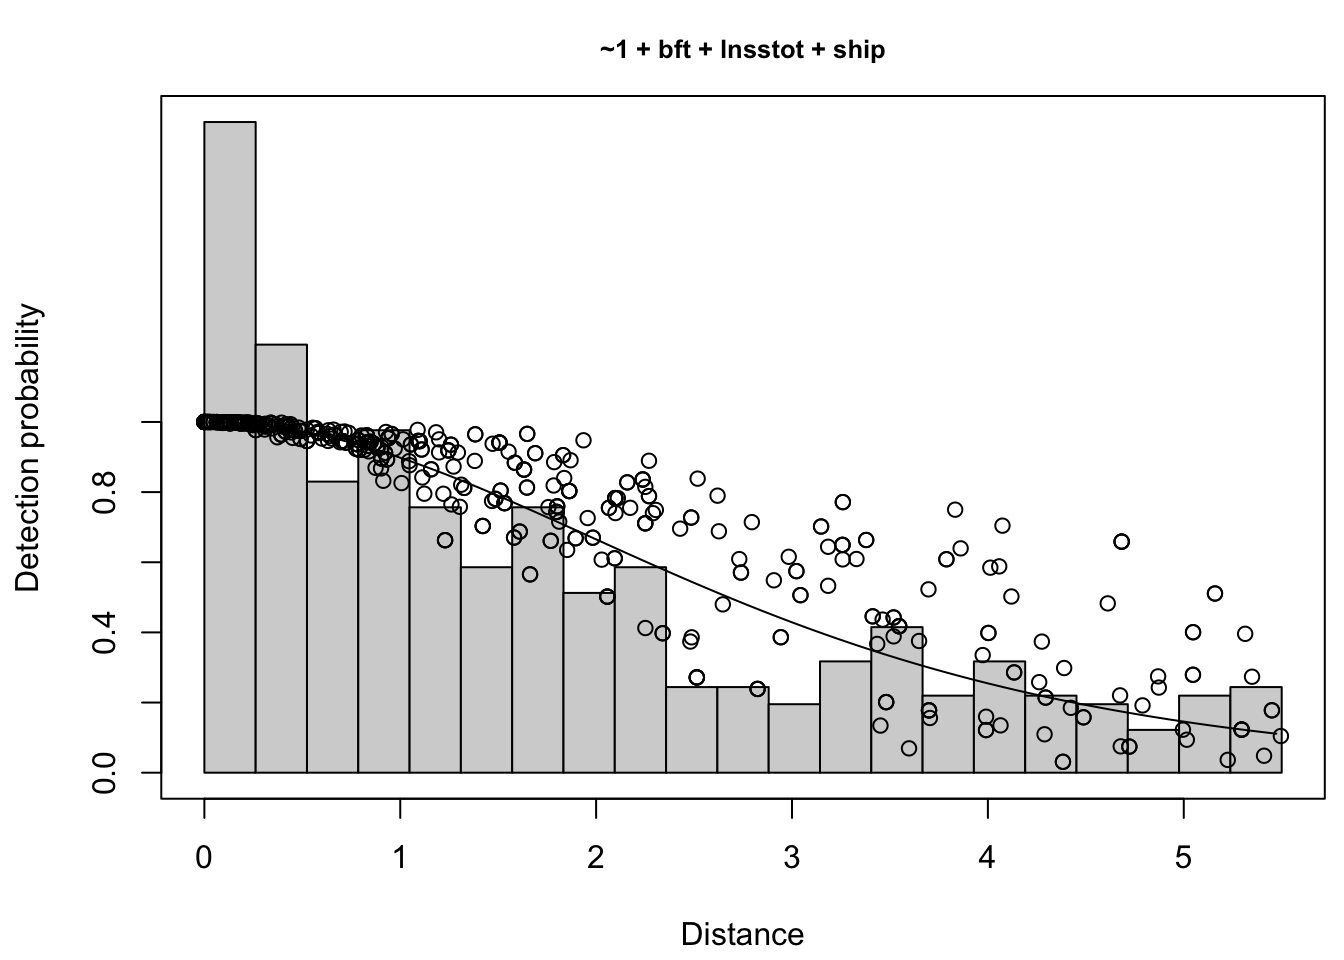 ~1 + bft + lnsstot + ship
Detection probability
0.8
0.4
0.0
0 1 2 3 4 5
Distance